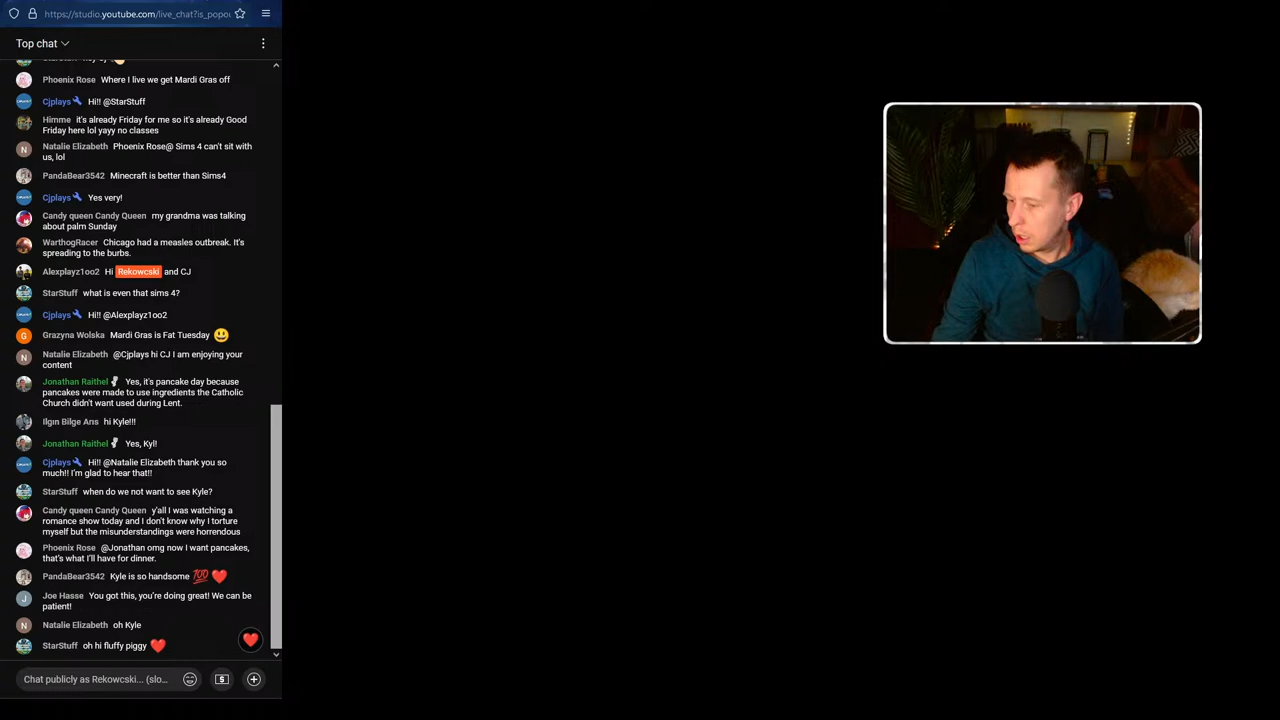 https://studio.youtube.com/live_chat?is_popou
Top chat
Phoenix Rose Where I live we get Mardi Gras off
Cjplays Hi!! @StarStuff
Himme it's already Friday for me so it's already Good
Friday here lol yayy no classes
Natalie Elizabeth Phoenix Rose@ Sims 4 can't sit with
us, lol
PandaBear3542 Minecraft is better than Sims4
Cjplays Yes very!
Candy queen Candy Queen my grandma was talking
about palm Sunday
WarthogRacer Chicago had a measles outbreak. It's
spreading to the burbs.
Alexplayz1oo2 Hi Rekowcski and CJ
StarStuff what is even that sims 4?
Cjplays Hi!! @Alexplayz1oo2
Grazyna Wolska Mardi Gras is Fat Tuesday 😃
Natalie Elizabeth @Cjplays hi CJ I am enjoying your
content
Jonathan Raithel Yes, it's pancake day because
pancakes were made to use ingredients the Catholic
Church didn't want used during Lent.
Ilgın Bilge Arıs hi Kyle!!!
Jonathan Raithel Yes, Kyl!
Cjplays Hi!! @Natalie Elizabeth thank you so
much!! I'm glad to hear that!!
StarStuff when do we not want to see Kyle?
Candy queen Candy Queen y'all I was watching a
romance show today and I don't know why I torture
myself but the misunderstandings were horrendous
Phoenix Rose @Jonathan omg now I want pancakes,
that's what I'll have for dinner.
PandaBear3542 Kyle is so handsome 💯 ❤️
Joe Hasse You got this, you're doing great! We can be
patient!
Natalie Elizabeth oh Kyle
StarStuff oh hi fluffy piggy ❤️
Chat publicly as Rekowcski... (slo...